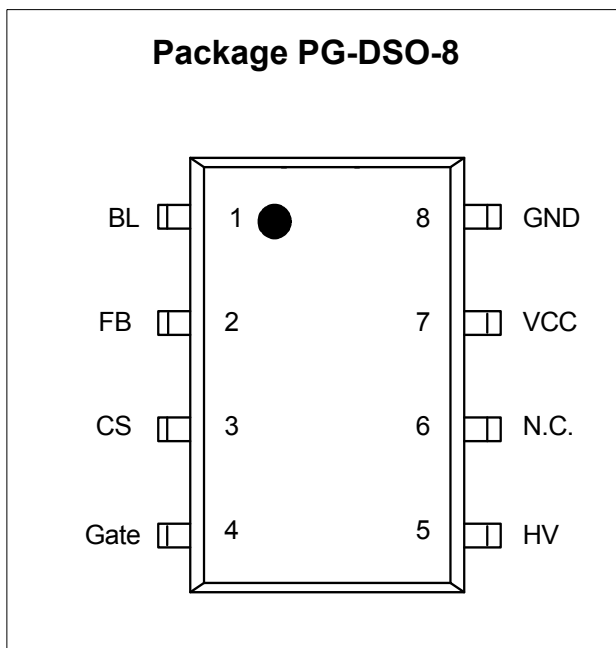 Package PG-DSO-8
BL 1 8 GND
FB 2 7 VCC
CS 3 6 N.C.
Gate 4 5 HV